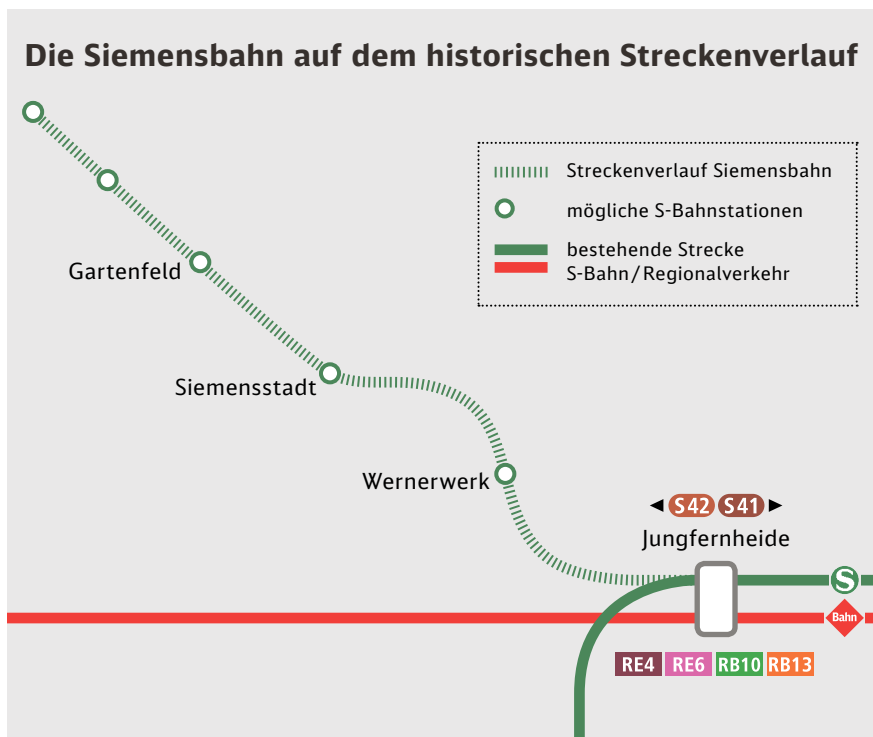 Die Siemensbahn auf dem historischen Streckenverlauf
Streckenverlauf Siemensbahn
mögliche S-Bahnstationen
bestehende Strecke
S-Bahn/Regionalverkehr
Gartenfeld
Siemensstadt
Wernerwerk
S42 S41
Jungfernheide
S
Bahn
RE4 RE6 RB10 RB13